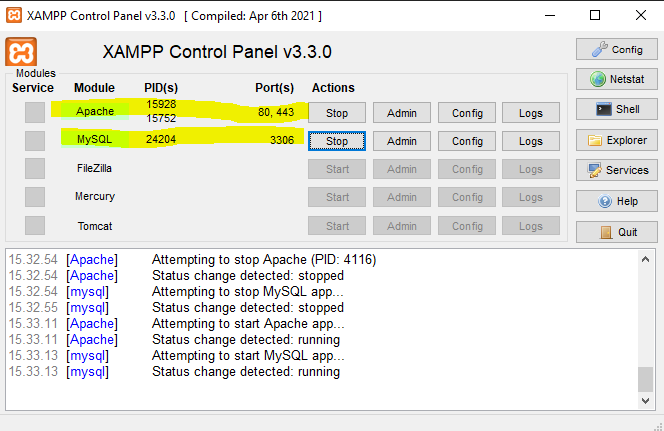 XAMPP Control Panel v3.3.0 [ Compiled: Apr 6th 2021 ]
XAMPP Control Panel v3.3.0
Config
Modules
Service Module PID(s) Port(s) Actions
Netstat
Apache 15928 15752 80, 443 Stop Admin Config Logs
Shell
MySQL 24204 3306 Stop Admin Config Logs
Explorer
FileZilla Start Admin Config Logs
Services
Mercury Start Admin Config Logs
Help
Tomcat Start Admin Config Logs
Quit
15.32.54 [Apache] Attempting to stop Apache (PID: 4116)
15.32.54 [Apache] Status change detected: stopped
15.32.54 [mysql] Attempting to stop MySQL app...
15.32.55 [mysql] Status change detected: stopped
15.33.11 [Apache] Attempting to start Apache app...
15.33.11 [Apache] Status change detected: running
15.33.13 [mysql] Attempting to start MySQL app...
15.33.13 [mysql] Status change detected: running